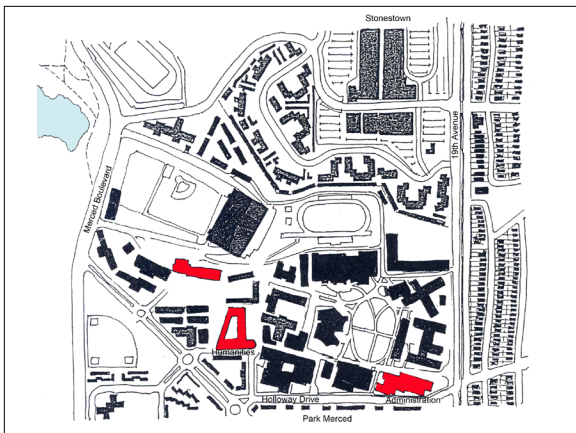 Stonestown
19th Avenue
Merced Boulevard
Humanities
Holloway Drive
Administration
Park Merced